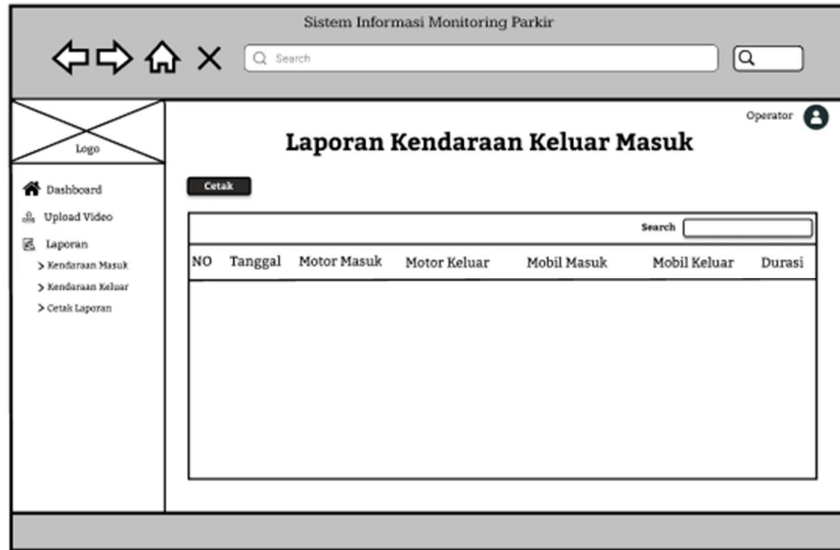 Sistem Informasi Monitoring Parkir
Search
Operator
Logo
Laporan Kendaraan Keluar Masuk
Dashboard
Upload Video
Laporan
Kendaraan Masuk
Kendaraan Keluar
Cetak Laporan
Cetak
Search
NO Tanggal Motor Masuk Motor Keluar Mobil Masuk Mobil Keluar Durasi